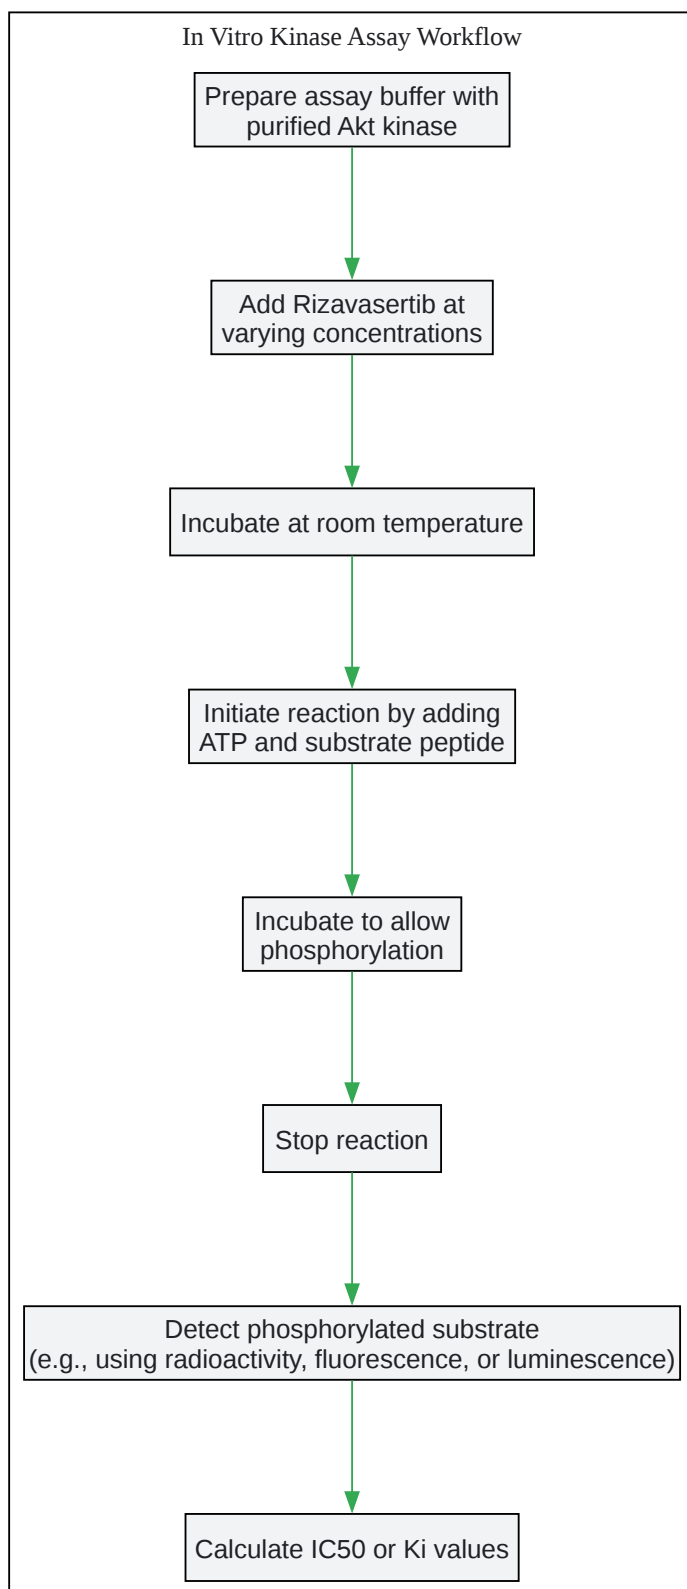 In Vitro Kinase Assay Workflow
Prepare assay buffer with
purified Akt kinase
Add Rizavasertib at
varying concentrations
Incubate at room temperature
Initiate reaction by adding
ATP and substrate peptide
Incubate to allow
phosphorylation
Stop reaction
Detect phosphorylated substrate
(e.g., using radioactivity, fluorescence, or luminescence)
Calculate IC50 or Ki values